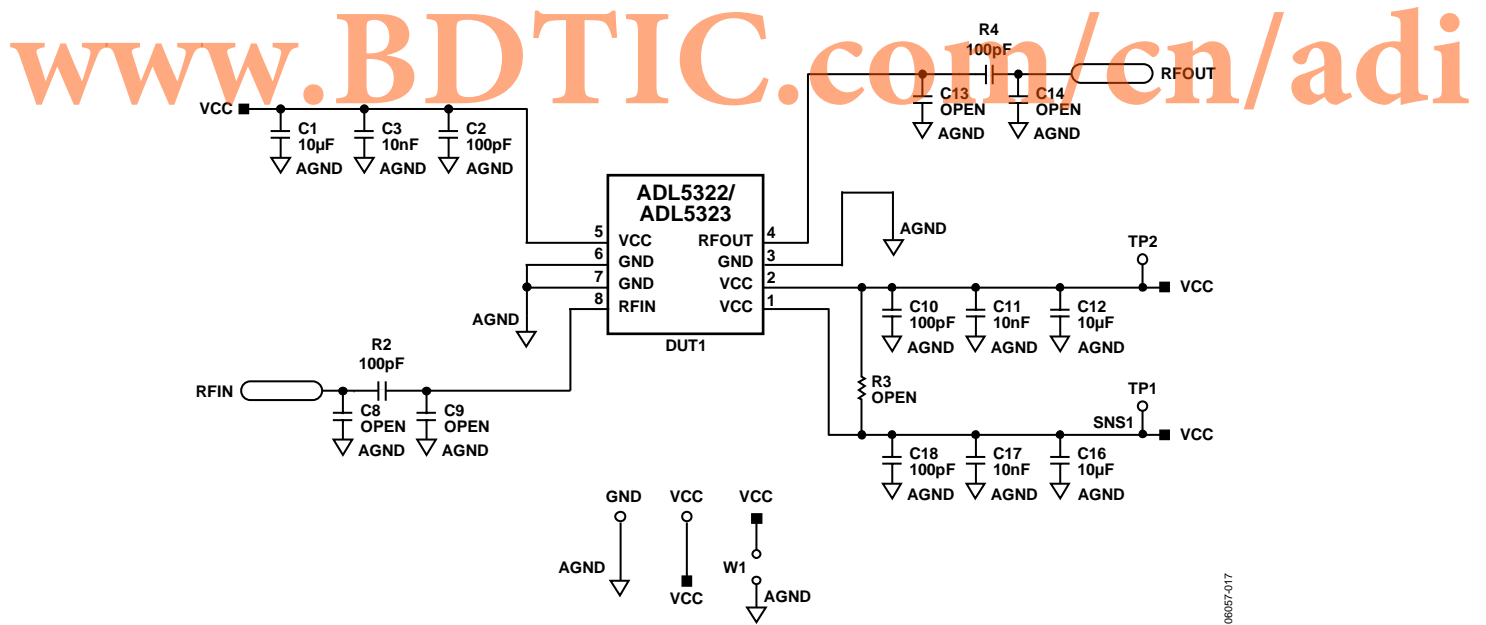 www.BDTIC.com/cn/adi
R4
100pF
RFOUT
C13
OPEN
AGND
C14
OPEN
AGND
VCC
C1
10µF
AGND
C3
10nF
AGND
C2
100pF
AGND
ADL5322/
ADL5323
5
VCC
6
GND
7
GND
8
RFIN
RFOUT
4
GND
3
VCC
2
VCC
1
DUT1
AGND
AGND
TP2
VCC
C10
100pF
AGND
C11
10nF
AGND
C12
10µF
AGND
R3
OPEN
R2
100pF
RFIN
C8
OPEN
AGND
C9
OPEN
AGND
TP1
SNS1
VCC
C18
100pF
AGND
C17
10nF
AGND
C16
10µF
AGND
GND
AGND
VCC
VCC
VCC
W1
AGND
06057-017